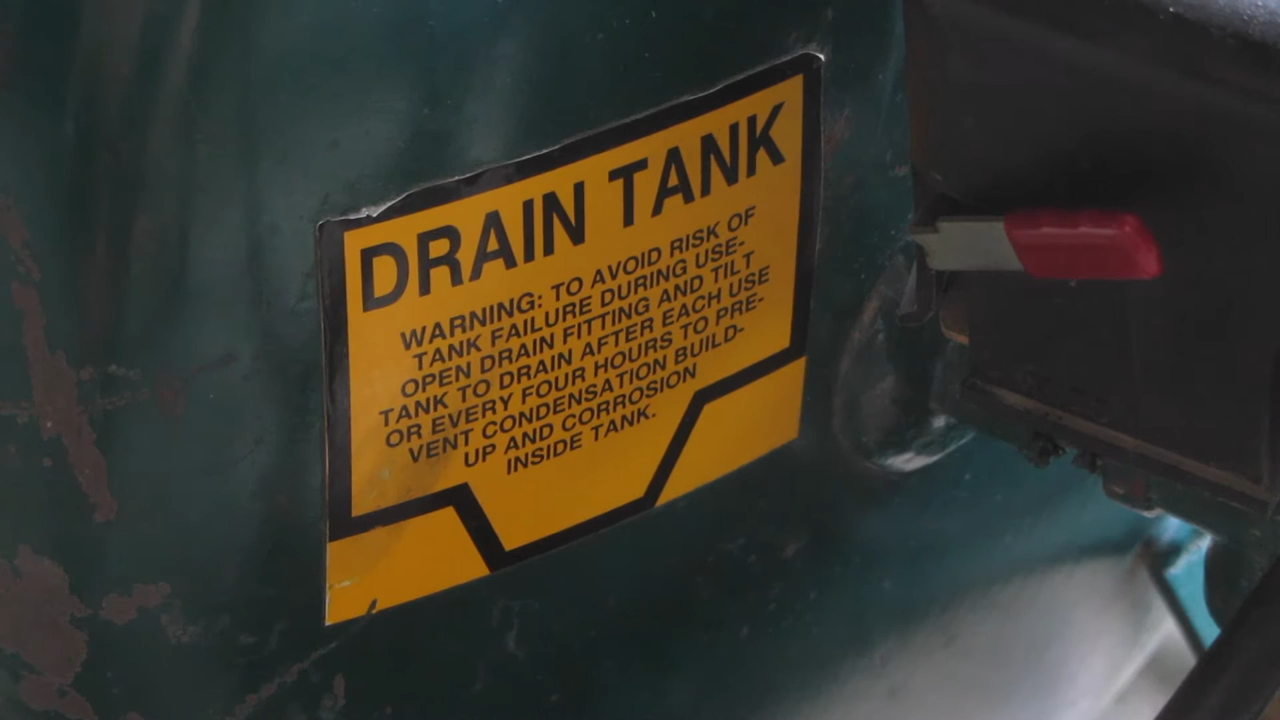 DRAIN TANK
WARNING: TO AVOID RISK OF
TANK FAILURE DURING USE-
OPEN DRAIN FITTING AND TILT
TANK TO DRAIN AFTER EACH USE
OR EVERY FOUR HOURS TO PRE-
VENT CONDENSATION BUILD-
UP AND CORROSION
INSIDE TANK.